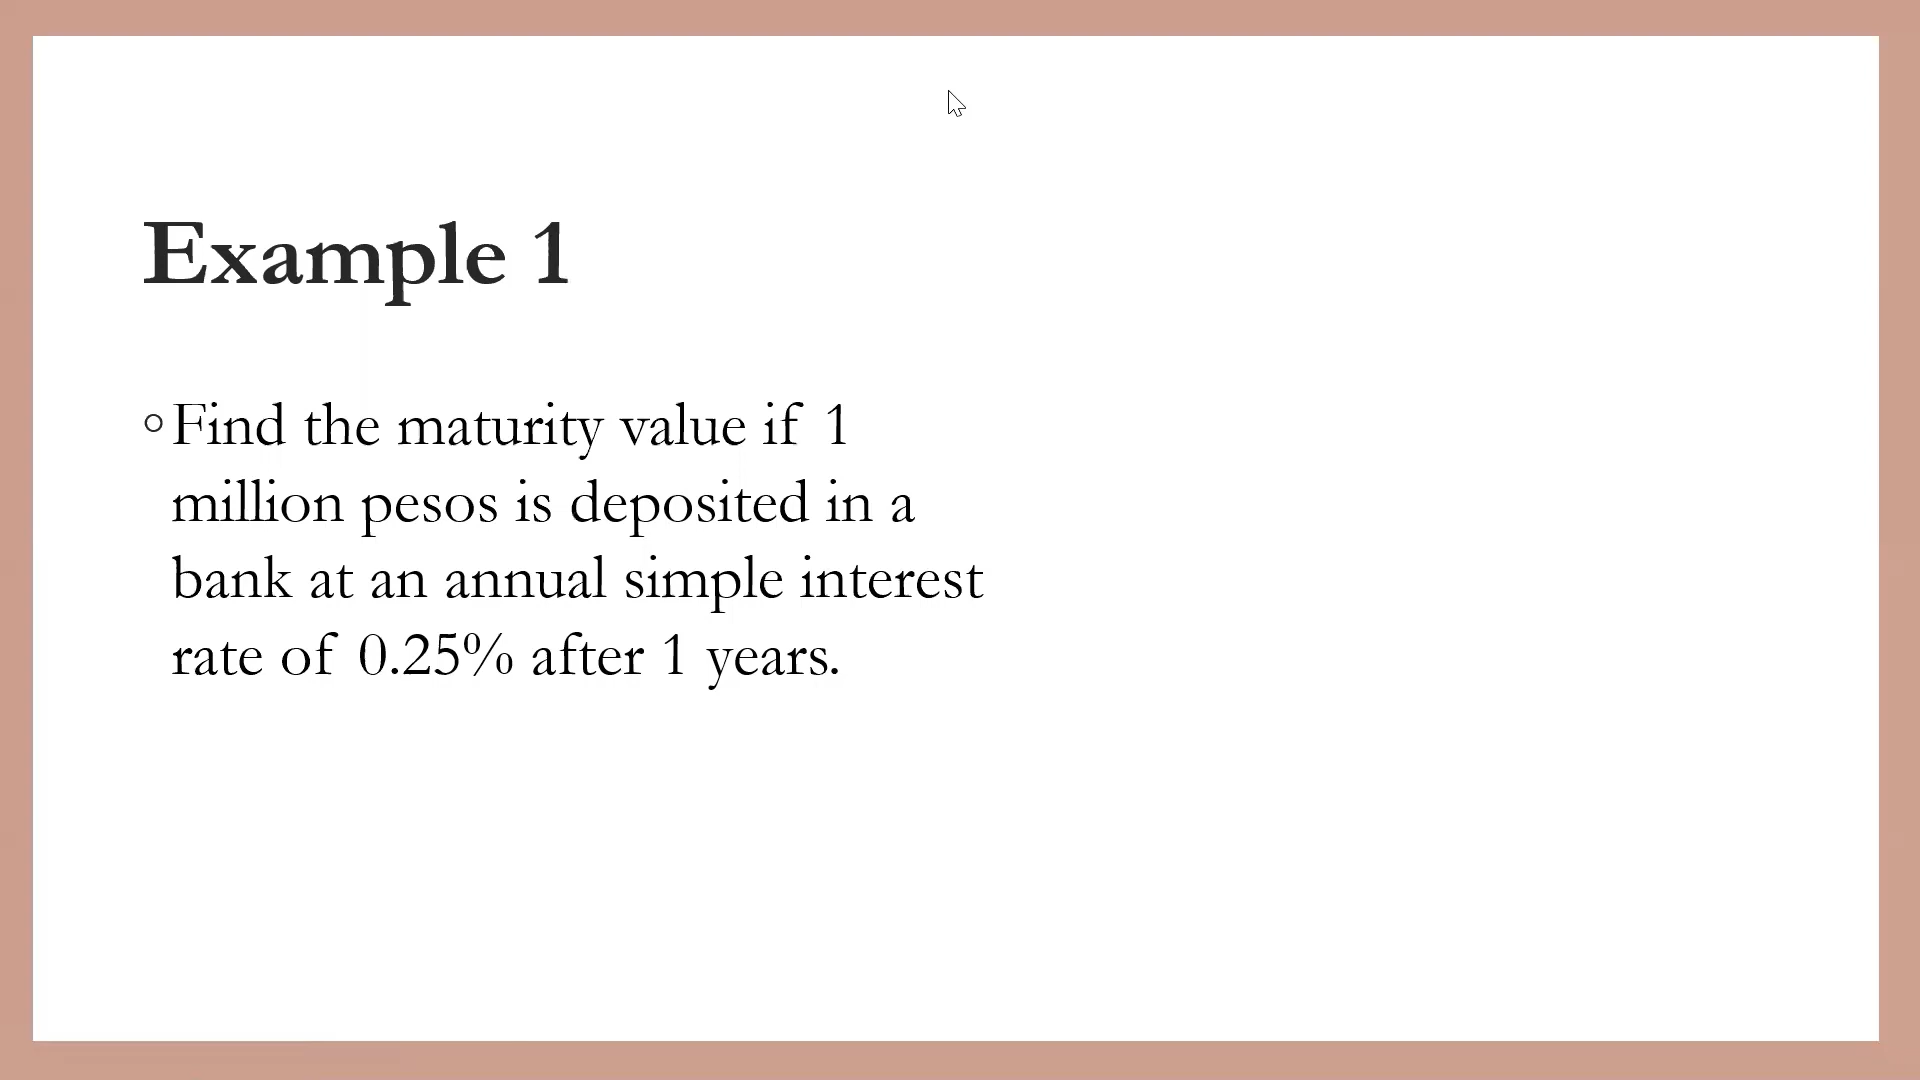 Example 1
Find the maturity value if 1
million pesos is deposited in a
bank at an annual simple interest
rate of 0.25% after 1 years.